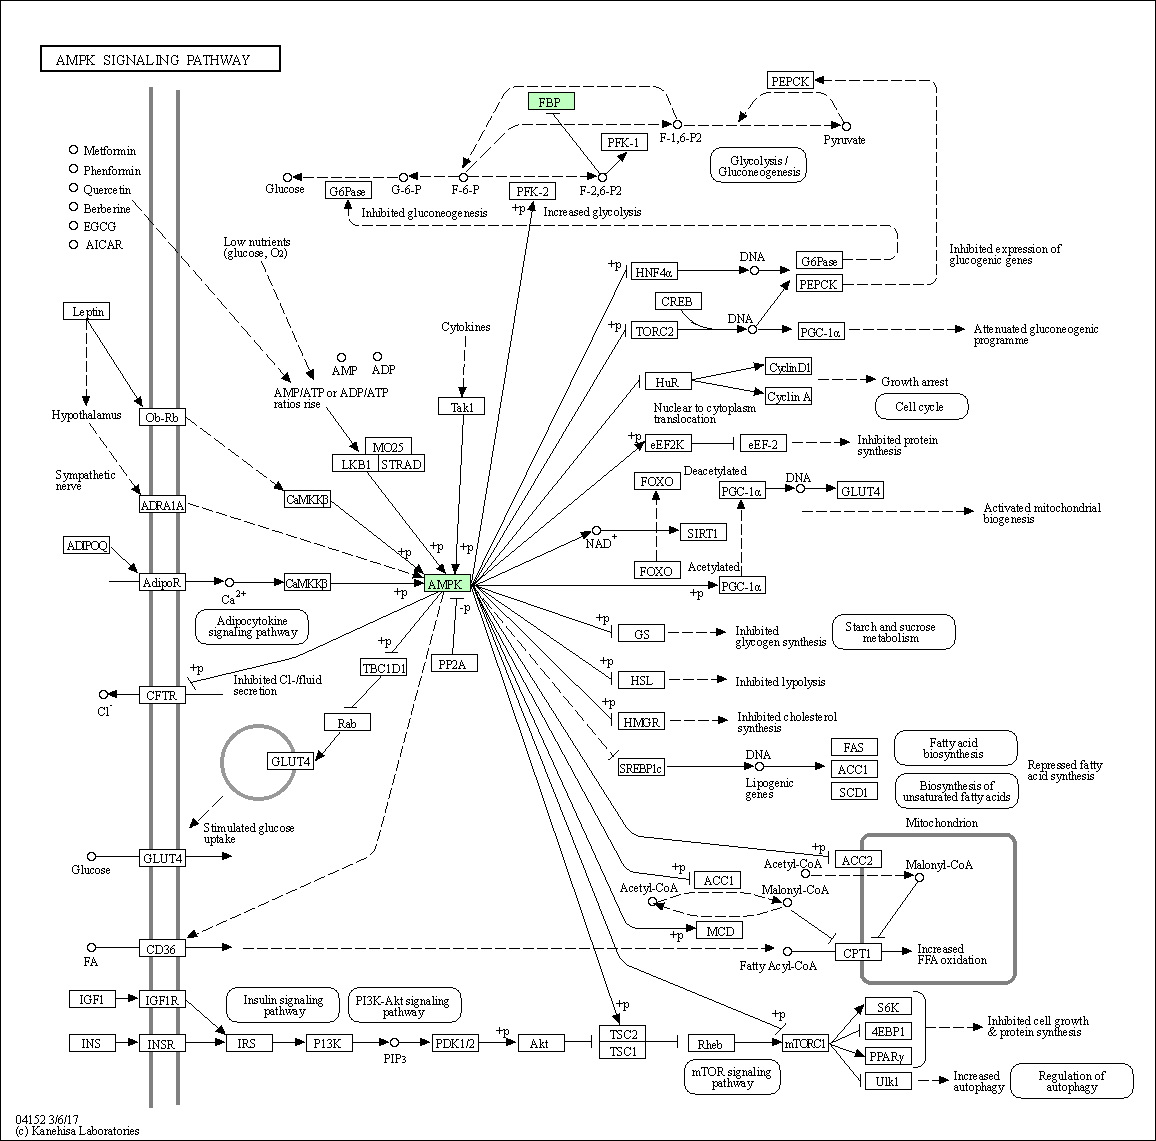 AMPK SIGNALING PATHWAY
PEPCK
FBP
F-1,6-P2
Pyruvate
PFK-1
Glycolysis /
Gluconeogenesis
Metformin
Phenformin
Quercetin
Berberine
EGCG
AICAR
Glucose
G6Pase
G-6-P
F-6-P
PFK-2
F-2,6-P2
+p
Inhibited gluconeogenesis
Increased glycolysis
Low nutrients
(glucose, O2)
DNA
G6Pase
Inhibited expression of
glucogenic genes
+p
HNF4α
PEPCK
CREB
Leptin
DNA
+p
TORC2
PGC-1α
Attenuated gluconeogenic
programme
Cytokines
AMP
ADP
CyclinD1
HuR
Growth arrest
AMP/ATP or ADP/ATP
ratios rise
Cyclin A
Tak1
Nuclear to cytoplasm
translocation
Cell cycle
Hypothalamus
Ob-Rb
+p
eEF2K
eEF-2
Inhibited protein
synthesis
MO25
LKB1
STRAD
Sympathetic
nerve
Deacetylated
FOXO
DNA
PGC-1α
GLUT4
CaMKKβ
ADRA1A
Activated mitochondrial
biogenesis
SIRT1
NAD+
ADIPOQ
+p
+p
+p
FOXO
Acetylated
AdipoR
Ca2+
CaMKKβ
+p
AMPK
-p
+p
PGC-1α
Adipocytokine
signaling pathway
+p
GS
Inhibited
glycogen synthesis
Starch and sucrose
metabolism
+p
TBC1D1
PP2A
+p
+p
HSL
Inhibited lypolysis
Inhibited Cl-/fluid
secretion
CFTR
Cl-
Rab
+p
HMGR
Inhibited cholesterol
synthesis
GLUT4
SREBP1c
DNA
Lipogenic
genes
FAS
ACC1
SCD1
Fatty acid
biosynthesis
Biosynthesis of
unsaturated fatty acids
Repressed fatty
acid synthesis
Stimulated glucose
uptake
Mitochondrion
Glucose
GLUT4
+p
ACC2
Acetyl-CoA
Malonyl-CoA
+p
ACC1
Acetyl-CoA
Malonyl-CoA
+p
MCD
FA
CD36
Fatty Acyl-CoA
CPT1
Increased
FFA oxidation
IGF1
IGF1R
Insulin signaling
pathway
PI3K-Akt signaling
pathway
+p
+p
S6K
INS
INSR
IRS
P13K
PIP3
PDK1/2
+p
Akt
TSC2
TSC1
Rheb
mTORC1
4EBP1
PPARγ
Inhibited cell growth
& protein synthesis
mTOR signaling
pathway
Ulk1
Increased
autophagy
Regulation of
autophagy
04152 3/6/17
(c) Kanehisa Laboratories